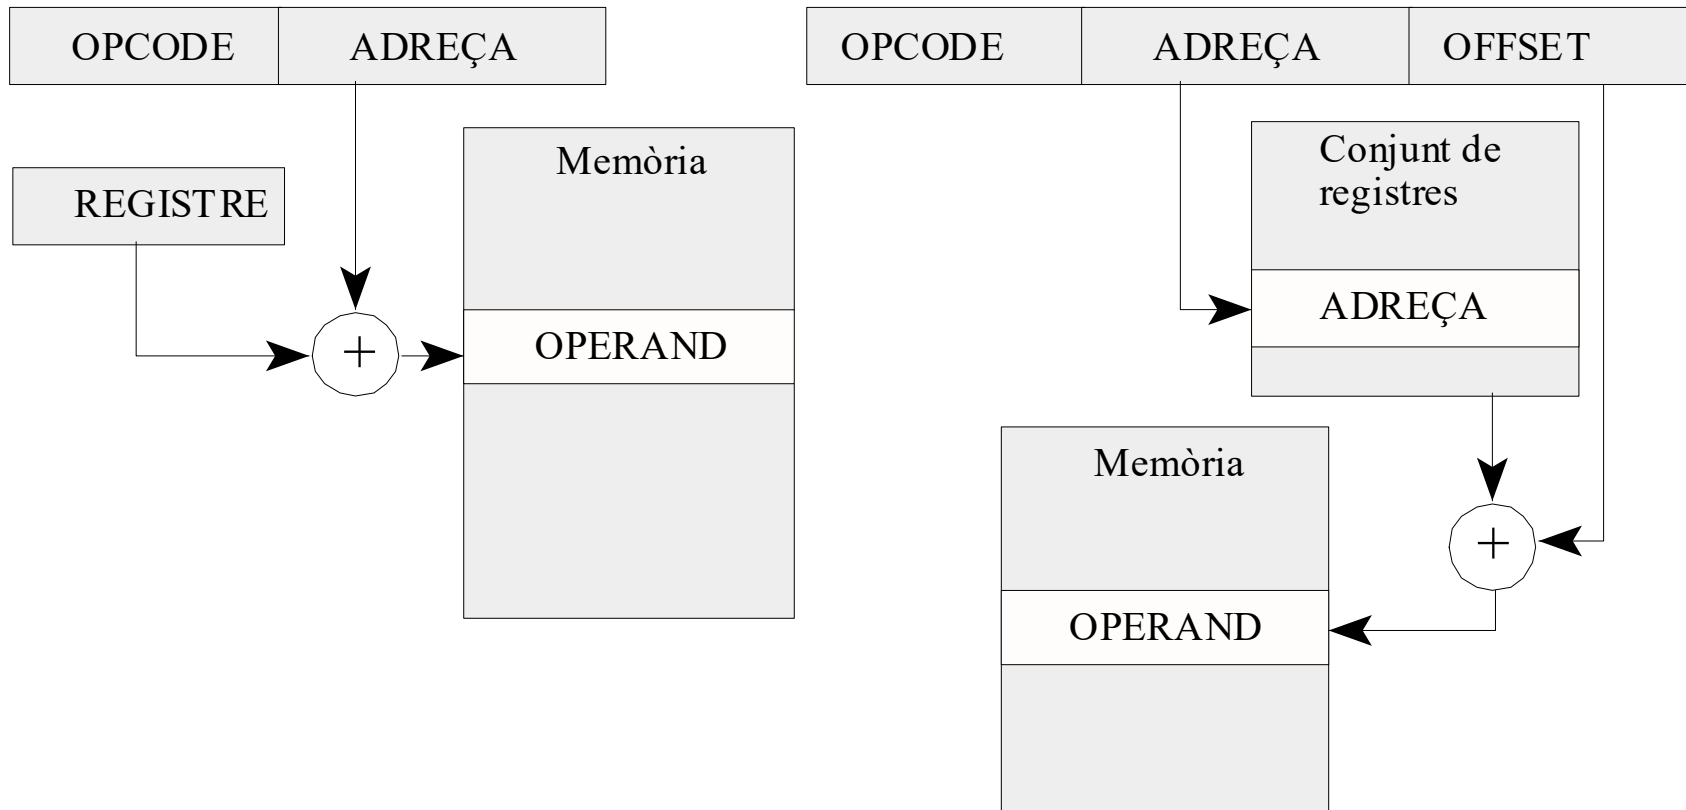 OPCODE
ADREÇA
REGISTRE
+
Memòria
OPERAND
OPCODE
ADREÇA
OFFSET
Conjunt de
registres
ADREÇA
+
Memòria
OPERAND